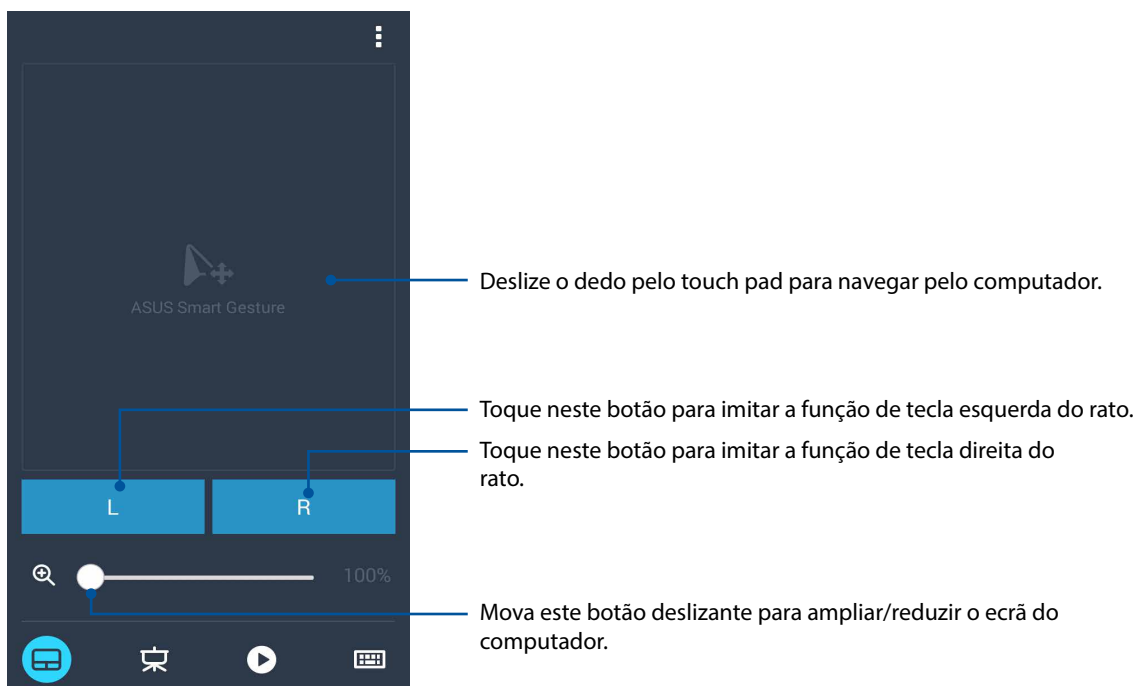 ASUS Smart Gesture
Deslize o dedo pelo touch pad para navegar pelo computador.
Toque neste botão para imitar a função de tecla esquerda do rato.
Toque neste botão para imitar a função de tecla direita do
rato.
L
R
100%
Mova este botão deslizante para ampliar/reduzir o ecrã do
computador.